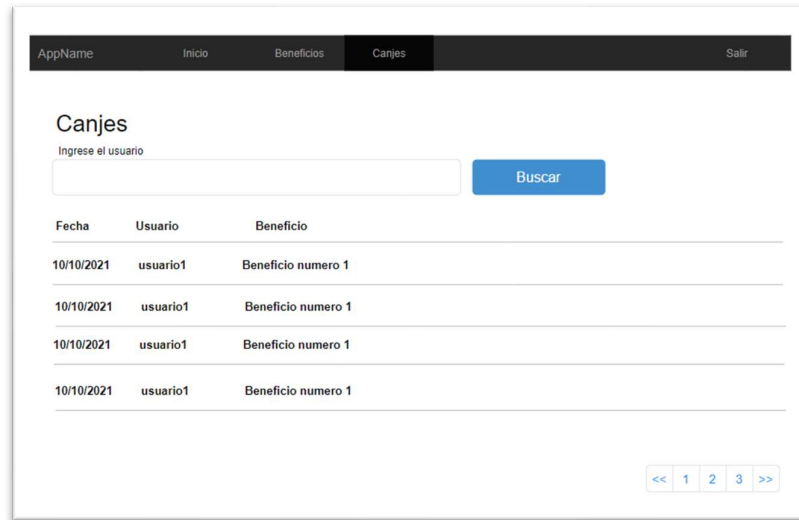 AppName Inicio Beneficios Canjes Salir
Canjes
Ingrese el usuario
Buscar
Fecha Usuario Beneficio
10/10/2021 usuario1 Beneficio numero 1
10/10/2021 usuario1 Beneficio numero 1
10/10/2021 usuario1 Beneficio numero 1
10/10/2021 usuario1 Beneficio numero 1
<< 1 2 3 >>